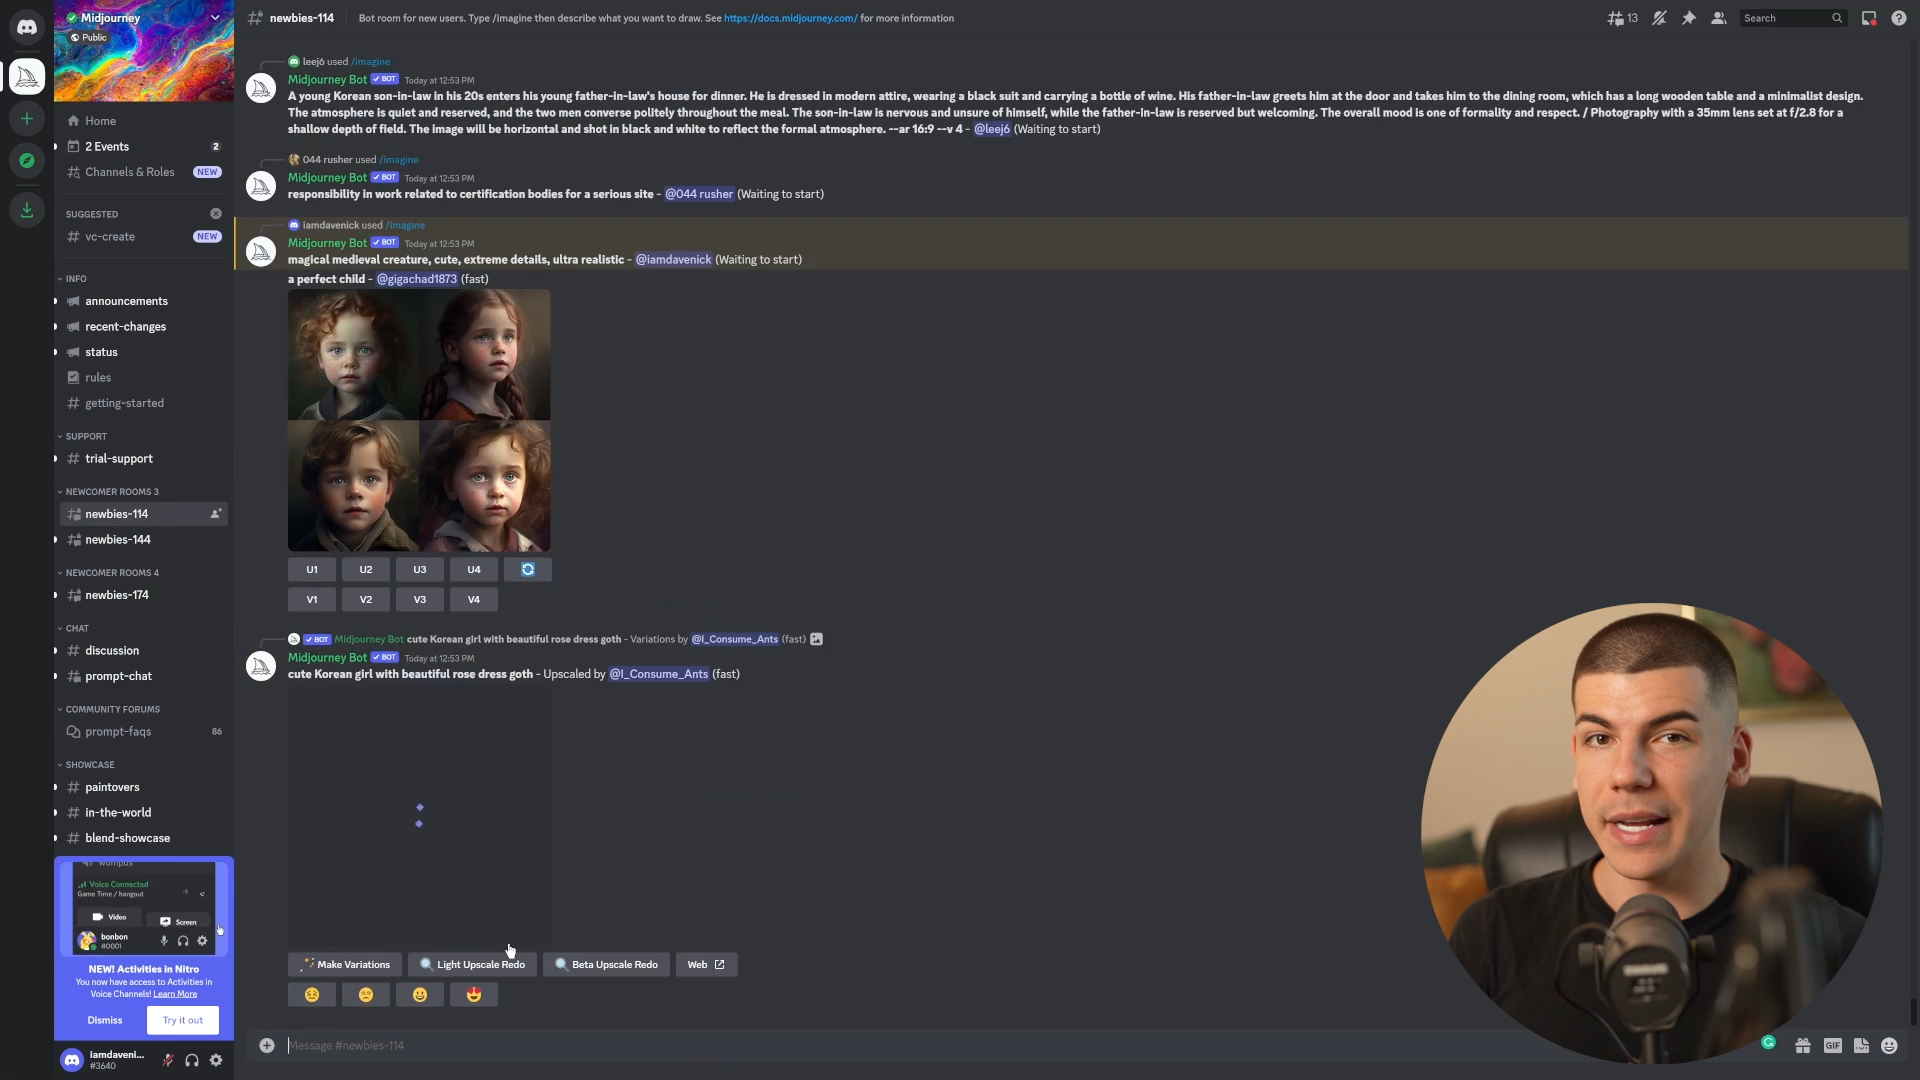 Midjourney
Public
newbies-114
Bot room for new users. Type /imagine then describe what you want to draw. See https://docs.midjourney.com/ for more information
13
Search
Home
2 Events
2
Channels & Roles
NEW
SUGGESTED
vc-create
NEW
INFO
announcements
recent-changes
status
rules
getting-started
SUPPORT
trial-support
NEWCOMER ROOMS 3
newbies-114
newbies-144
NEWCOMER ROOMS 4
newbies-174
CHAT
discussion
prompt-chat
COMMUNITY FORUMS
prompt-faqs
86
SHOWCASE
paintovers
in-the-world
blend-showcase
wumpus
Voice Connected
Game Time / hangout
Video
Screen
bonbon
#0001
NEW! Activities in Nitro
You now have access to Activities in
Voice Channels! Learn More
Dismiss
Try it out
iamdaveni...
#3640
leej6 used /imagine
Midjourney Bot BOT Today at 12:53 PM
A young Korean son-in-law in his 20s enters his young father-in-law's house for dinner. He is dressed in modern attire, wearing a black suit and carrying a bottle of wine. His father-in-law greets him at the door and takes him to the dining room, which has a long wooden table and a minimalist design.
The atmosphere is quiet and reserved, and the two men converse politely throughout the meal. The son-in-law is nervous and unsure of himself, while the father-in-law is reserved but welcoming. The overall mood is one of formality and respect. / Photography with a 35mm lens set at f/2.8 for a
shallow depth of field. The image will be horizontal and shot in black and white to reflect the formal atmosphere. --ar 16:9 --v 4 - @leej6 (Waiting to start)
044 rusher used /imagine
Midjourney Bot BOT Today at 12:53 PM
responsibility in work related to certification bodies for a serious site - @044 rusher (Waiting to start)
iamdavenick used /imagine
Midjourney Bot BOT Today at 12:53 PM
magical medieval creature, cute, extreme details, ultra realistic - @iamdavenick (Waiting to start)
a perfect child - @gigachad1873 (fast)
U1 U2 U3 U4
V1 V2 V3 V4
BOT Midjourney Bot cute Korean girl with beautiful rose dress goth - Variations by @I_Consume_Ants (fast)
Midjourney Bot BOT Today at 12:53 PM
cute Korean girl with beautiful rose dress goth - Upscaled by @I_Consume_Ants (fast)
Make Variations
Light Upscale Redo
Beta Upscale Redo
Web
Message #newbies-114
GIF